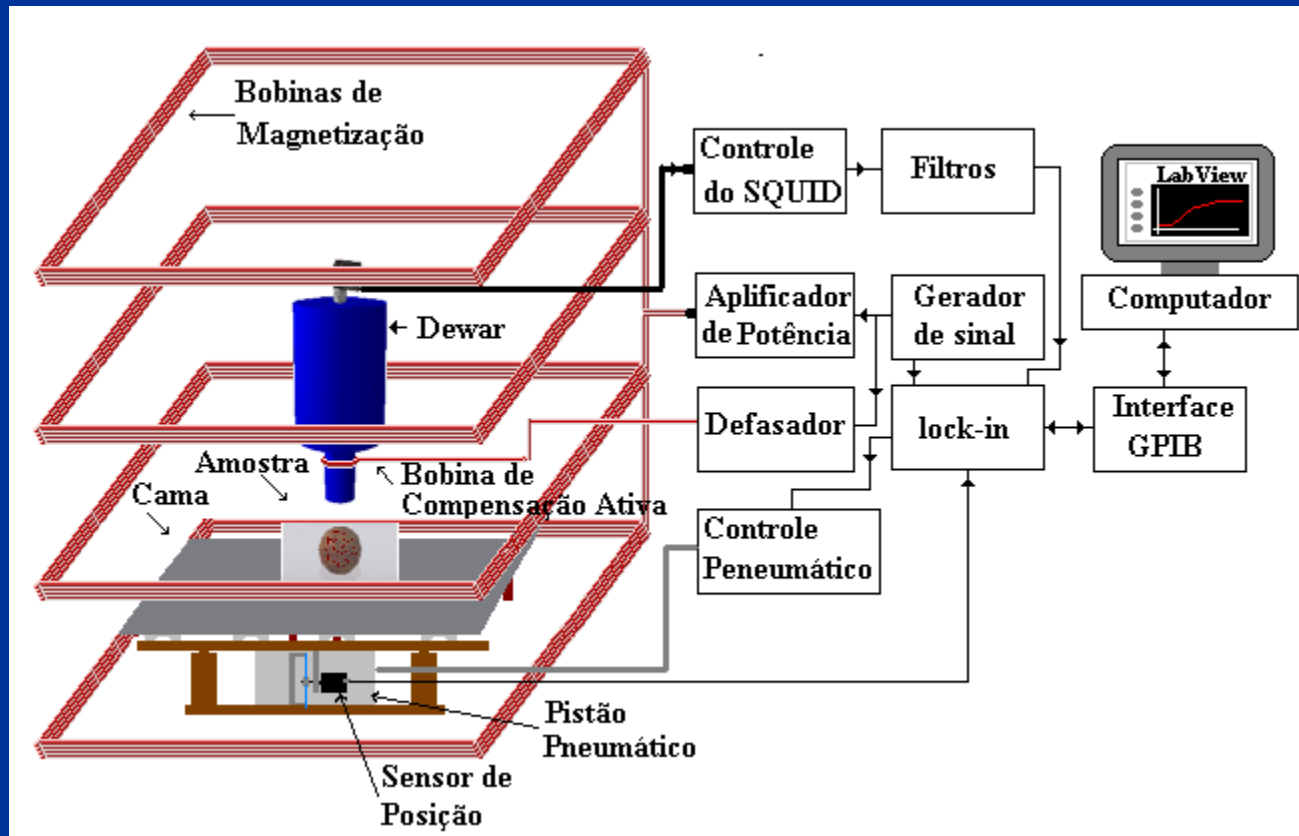 Bobinas de
Magnetização
Controle
do SQUID
Filtros
LabView
Computador
Dewar
Aplificador
de Potência
Gerador
de sinal
Defasador
lock-in
Interface
GPIB
Amostra
Cama
Bobina de
Compensação Ativa
Controle
Peneumático
Pistão
Pneumático
Sensor de
Posição